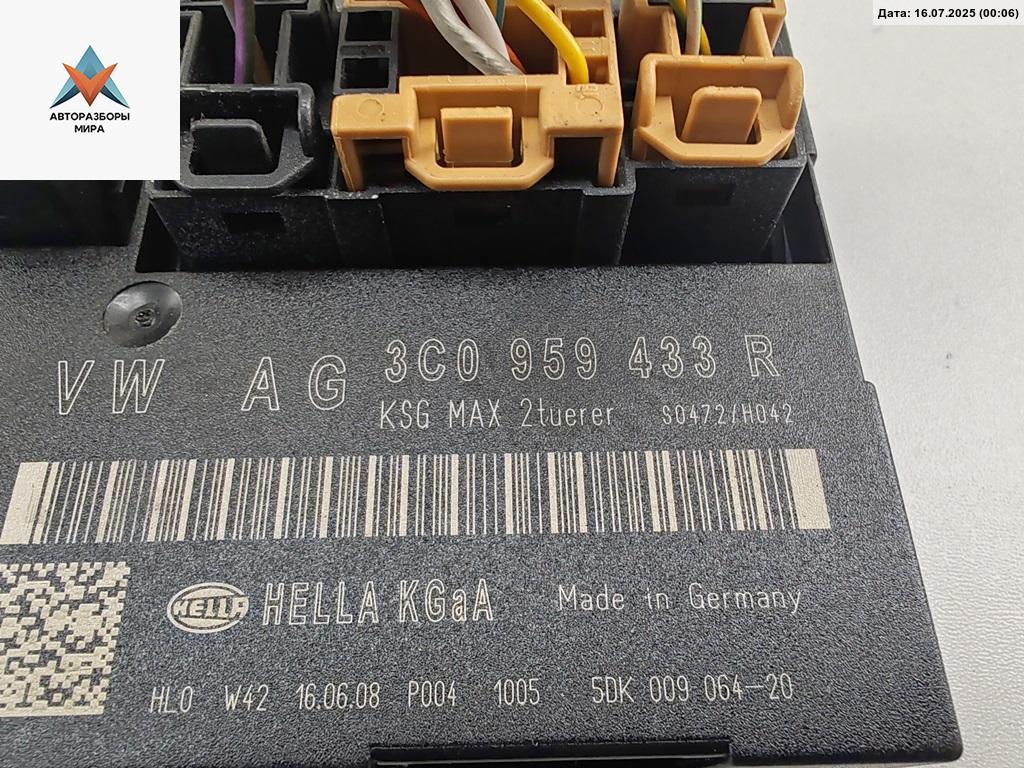 Дата: 16.07.2025 (00:06)
АВТОРАЗБОРЫ
МИРА
VW AG 3C0 959 433 R
KSG MAX 2tuerer S0472/H042
HELLA HELLA KGaA Made in Germany
HL0 W42 16.06.08 P004 1005 5DK 009 064-20